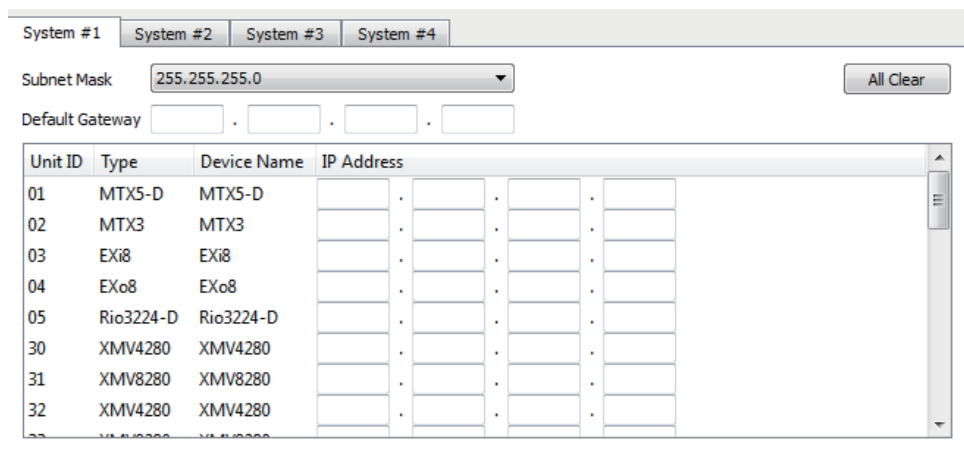 System #1 System #2 System #3 System #4
Subnet Mask 255.255.255.0 All Clear
Default Gateway . . .
Unit ID Type Device Name IP Address
01 MTX5-D MTX5-D . . .
02 MTX3 MTX3 . . .
03 EXi8 EXi8 . . .
04 EXo8 EXo8 . . .
05 Rio3224-D Rio3224-D . . .
30 XMV4280 XMV4280 . . .
31 XMV8280 XMV8280 . . .
32 XMV4280 XMV4280 . . .